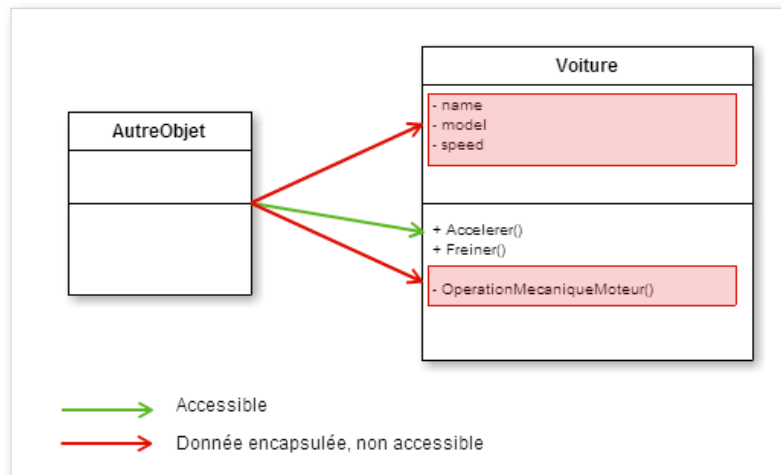 AutreObjet
Voiture
- name
- model
- speed
+ Accelerer()
+ Freiner()
- OperationMecaniqueMoteur()
Accessible
Donnée encapsulée, non accessible